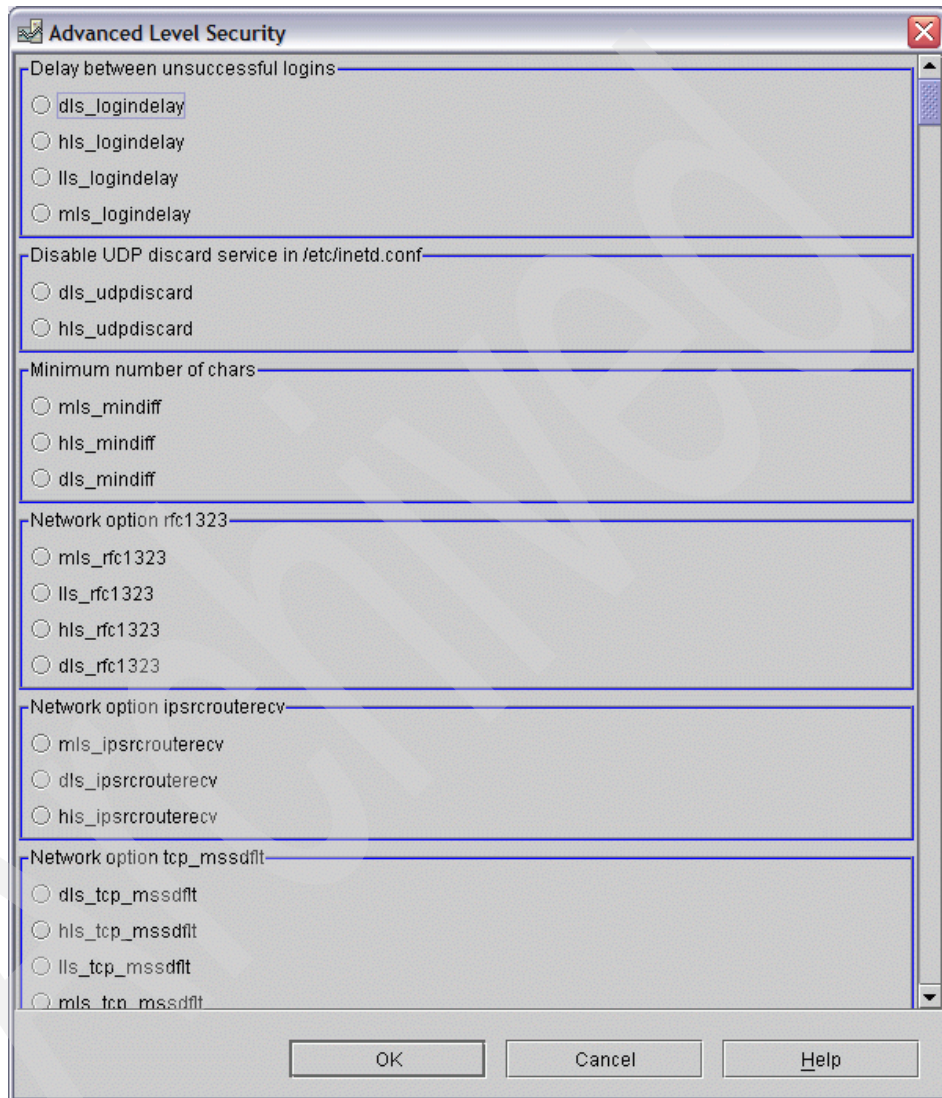 Advanced Level Security
Delay between unsuccessful logins
dls_logindelay
hls_logindelay
lls_logindelay
mls_logindelay
Disable UDP discard service in /etc/inetd.conf
dls_udpdiscard
hls_udpdiscard
Minimum number of chars
mls_mindiff
hls_mindiff
dls_mindiff
Network option rfc1323
mls_rfc1323
lls_rfc1323
hls_rfc1323
dls_rfc1323
Network option ipsrcrouterecv
mls_ipsrcrouterecv
dls_ipsrcrouterecv
hls_ipsrcrouterecv
Network option tcp_mssdflt
dls_tcp_mssdflt
hls_tcp_mssdflt
lls_tcp_mssdflt
mls_tcp_mssdflt
OK
Cancel
Help